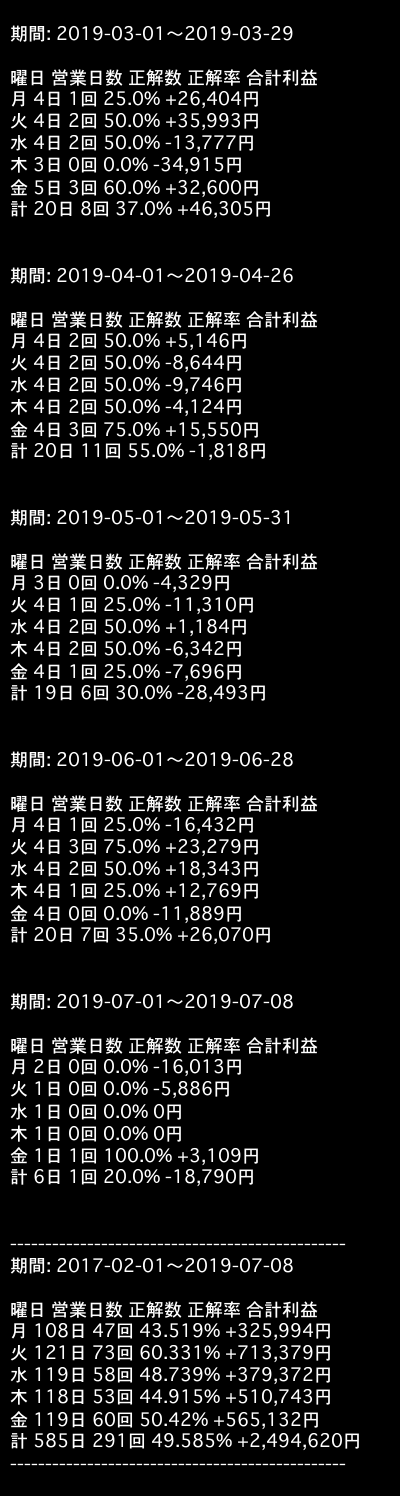 期間: 2019-03-01〜2019-03-29
曜日 営業日数 正解数 正解率 合計利益
月 4日 1回 25.0% +26,404円
火 4日 2回 50.0% +35,993円
水 4日 2回 50.0% -13,777円
木 3日 0回 0.0% -34,915円
金 5日 3回 60.0% +32,600円
計 20日 8回 37.0% +46,305円
期間: 2019-04-01〜2019-04-26
曜日 営業日数 正解数 正解率 合計利益
月 4日 2回 50.0% +5,146円
火 4日 2回 50.0% -8,644円
水 4日 2回 50.0% -9,746円
木 4日 2回 50.0% -4,124円
金 4日 3回 75.0% +15,550円
計 20日 11回 55.0% -1,818円
期間: 2019-05-01〜2019-05-31
曜日 営業日数 正解数 正解率 合計利益
月 3日 0回 0.0% -4,329円
火 4日 1回 25.0% -11,310円
水 4日 2回 50.0% +1,184円
木 4日 2回 50.0% -6,342円
金 4日 1回 25.0% -7,696円
計 19日 6回 30.0% -28,493円
期間: 2019-06-01〜2019-06-28
曜日 営業日数 正解数 正解率 合計利益
月 4日 1回 25.0% -16,432円
火 4日 3回 75.0% +23,279円
水 4日 2回 50.0% +18,343円
木 4日 1回 25.0% +12,769円
金 4日 0回 0.0% -11,889円
計 20日 7回 35.0% +26,070円
期間: 2019-07-01〜2019-07-08
曜日 営業日数 正解数 正解率 合計利益
月 2日 0回 0.0% -16,013円
火 1日 0回 0.0% -5,886円
水 1日 0回 0.0% 0円
木 1日 0回 0.0% 0円
金 1日 1回 100.0% +3,109円
計 6日 1回 20.0% -18,790円
------------------------------------------------
期間: 2017-02-01〜2019-07-08
曜日 営業日数 正解数 正解率 合計利益
月 108日 47回 43.519% +325,994円
火 121日 73回 60.331% +713,379円
水 119日 58回 48.739% +379,372円
木 118日 53回 44.915% +510,743円
金 119日 60回 50.42% +565,132円
計 585日 291回 49.585% +2,494,620円
------------------------------------------------